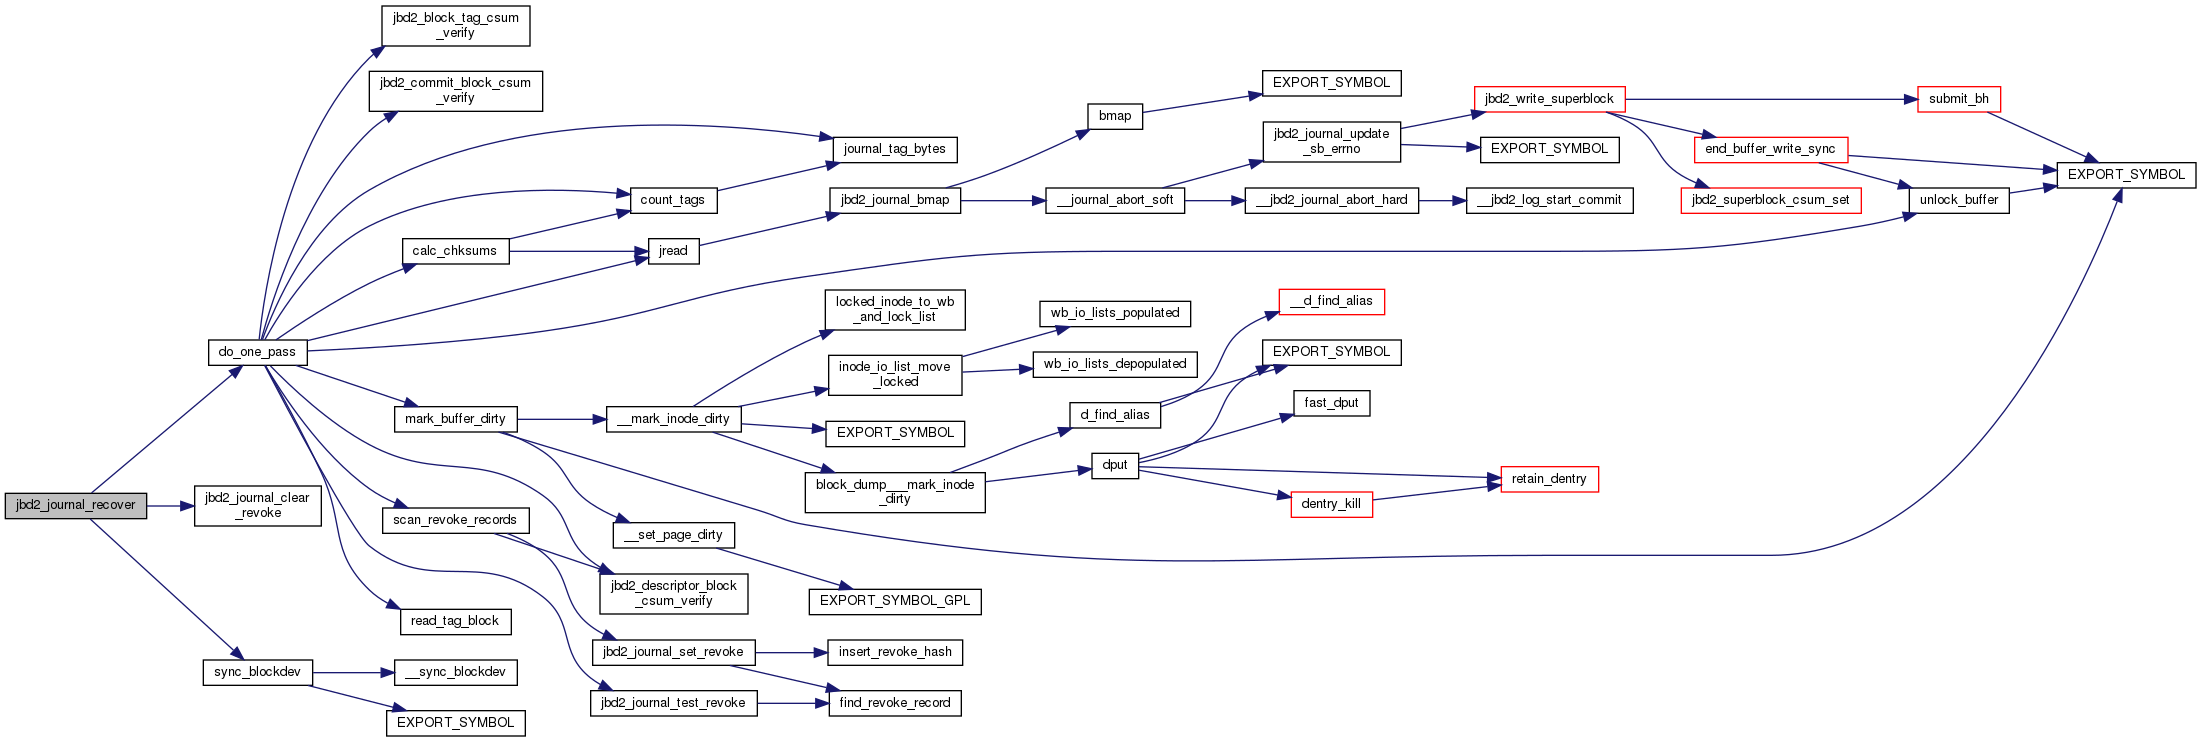 jbd2_block_tag_csum
_verify
jbd2_commit_block_csum
_verify
EXPORT_SYMBOL
jbd2_write_superblock
submit_bh
bmap
jbd2_journal_update
_sb_errno
journal_tag_bytes
EXPORT_SYMBOL
end_buffer_write_sync
EXPORT_SYMBOL
count_tags
jbd2_journal_bmap
__journal_abort_soft
__jbd2_journal_abort_hard
__jbd2_log_start_commit
jbd2_superblock_csum_set
unlock_buffer
calc_chksums
jread
locked_inode_to_wb
_and_lock_list
wb_io_lists_populated
__d_find_alias
do_one_pass
inode_io_list_move
_locked
wb_io_lists_depopulated
EXPORT_SYMBOL
fast_dput
mark_buffer_dirty
__mark_inode_dirty
EXPORT_SYMBOL
d_find_alias
dput
retain_dentry
block_dump___mark_inode
_dirty
dentry_kill
jbd2_journal_recover
jbd2_journal_clear
_revoke
scan_revoke_records
__set_page_dirty
jbd2_descriptor_block
_csum_verify
EXPORT_SYMBOL_GPL
read_tag_block
jbd2_journal_set_revoke
insert_revoke_hash
sync_blockdev
__sync_blockdev
jbd2_journal_test_revoke
find_revoke_record
EXPORT_SYMBOL